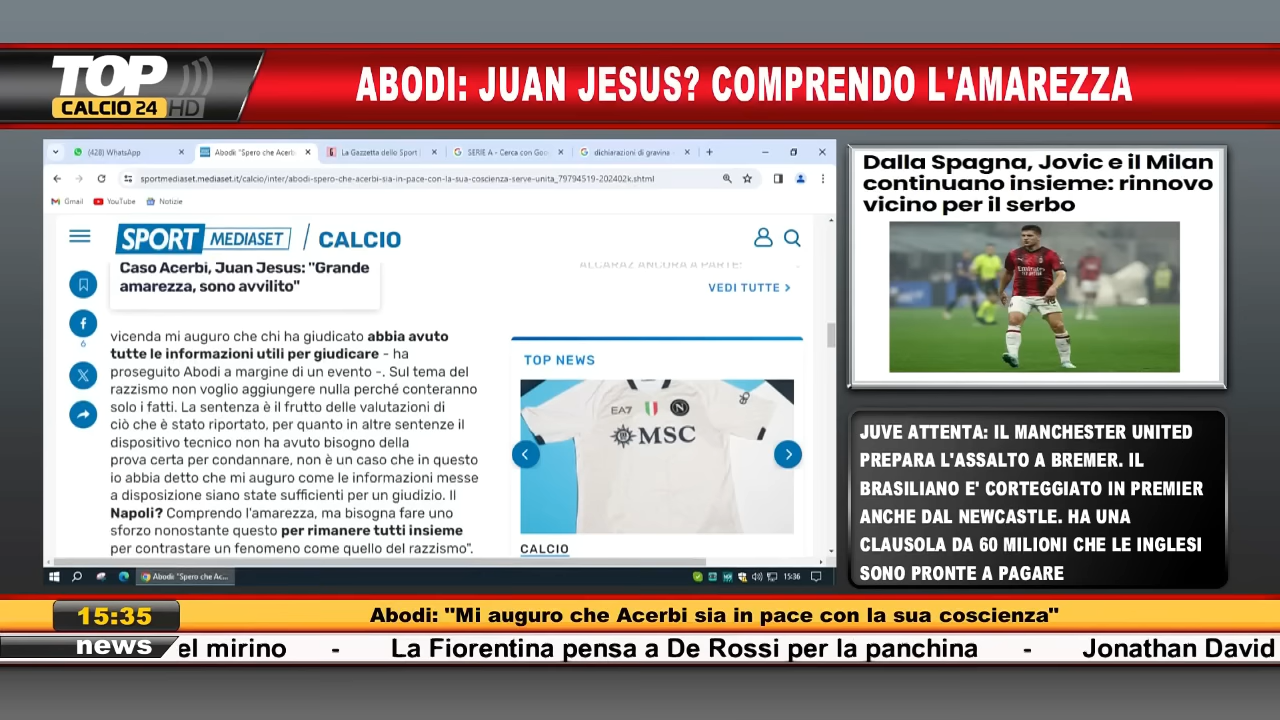 TOP
CALCIO 24 HD
ABODI: JUAN JESUS? COMPRENDO L'AMAREZZA
(428) WhatsApp
Abodi: "Spero che Acerbi
La Gazzetta dello Sport
SERIE A - Cerca con Goo
dichiarazioni di gravina -
sportmediaset.mediaset.it/calcio/inter/abodi-spero-che-acerbi-sia-in-pace-con-la-sua-coscienza-serve-unita_79794519-202402k.shtml
Gmail
YouTube
Notizie
SPORT MEDIASET / CALCIO
Caso Acerbi, Juan Jesus: "Grande
amarezza, sono avvilito"
6
vicenda mi auguro che chi ha giudicato abbia avuto
tutte le informazioni utili per giudicare - ha
proseguito Abodi a margine di un evento -. Sul tema del
razzismo non voglio aggiungere nulla perché conteranno
solo i fatti. La sentenza è il frutto delle valutazioni di
ciò che è stato riportato, per quanto in altre sentenze il
dispositivo tecnico non ha avuto bisogno della
prova certa per condannare, non è un caso che in questo
io abbia detto che mi auguro come le informazioni messe
a disposizione siano state sufficienti per un giudizio. Il
Napoli? Comprendo l'amarezza, ma bisogna fare uno
sforzo nonostante questo per rimanere tutti insieme
per contrastare un fenomeno come quello del razzismo".
ALCARAZ ANCORA A PARTE:
VEDI TUTTE >
TOP NEWS
EA7
N
MSC
CALCIO
Abodi: "Spero che Ac...
15:36
Dalla Spagna, Jovic e il Milan
continuano insieme: rinnovo
vicino per il serbo
JUVE ATTENTA: IL MANCHESTER UNITED
PREPARA L'ASSALTO A BREMER. IL
BRASILIANO E' CORTEGGIATO IN PREMIER
ANCHE DAL NEWCASTLE. HA UNA
CLAUSOLA DA 60 MILIONI CHE LE INGLESI
SONO PRONTE A PAGARE
15:35
Abodi: "Mi auguro che Acerbi sia in pace con la sua coscienza"
news
el mirino - La Fiorentina pensa a De Rossi per la panchina - Jonathan David